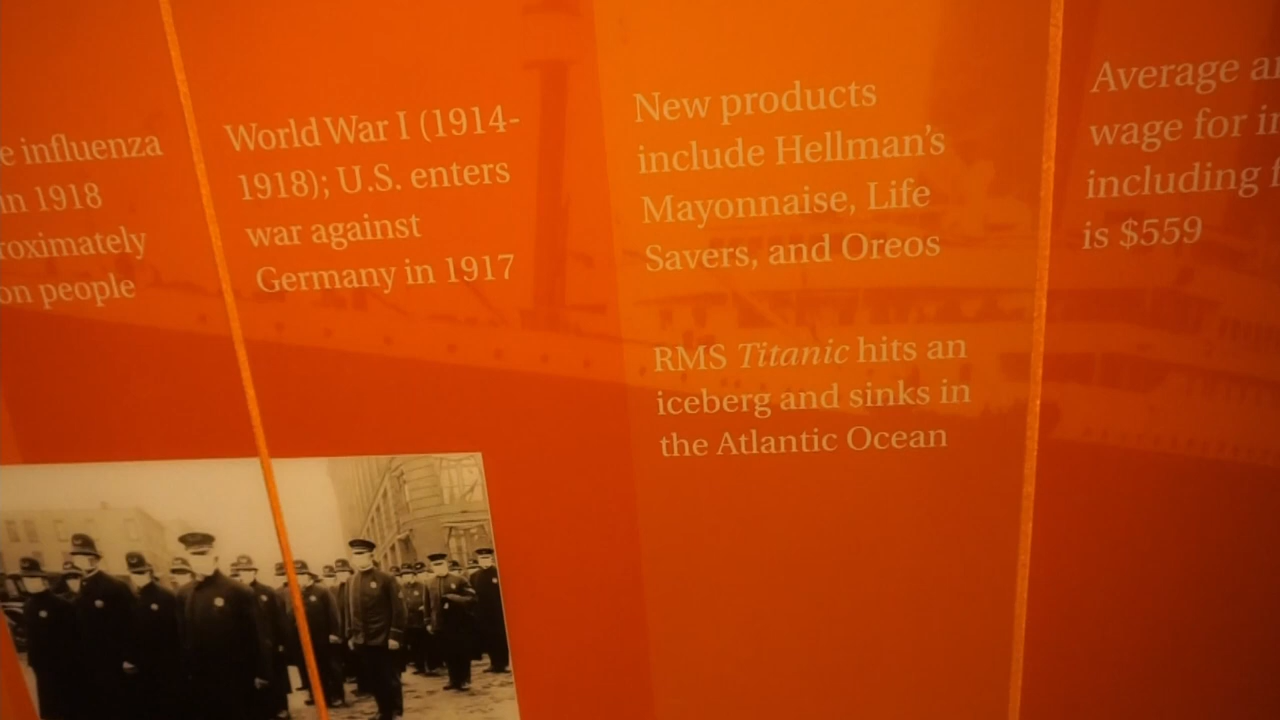 influenza
in 1918
people
World War I (1914-
1918); U.S. enters
war against
Germany in 1917
New products
include Hellman's
Mayonnaise, Life
Savers, and Oreos
RMS Titanic hits an
iceberg and sinks in
the Atlantic Ocean
Average
wage for
including
is $559